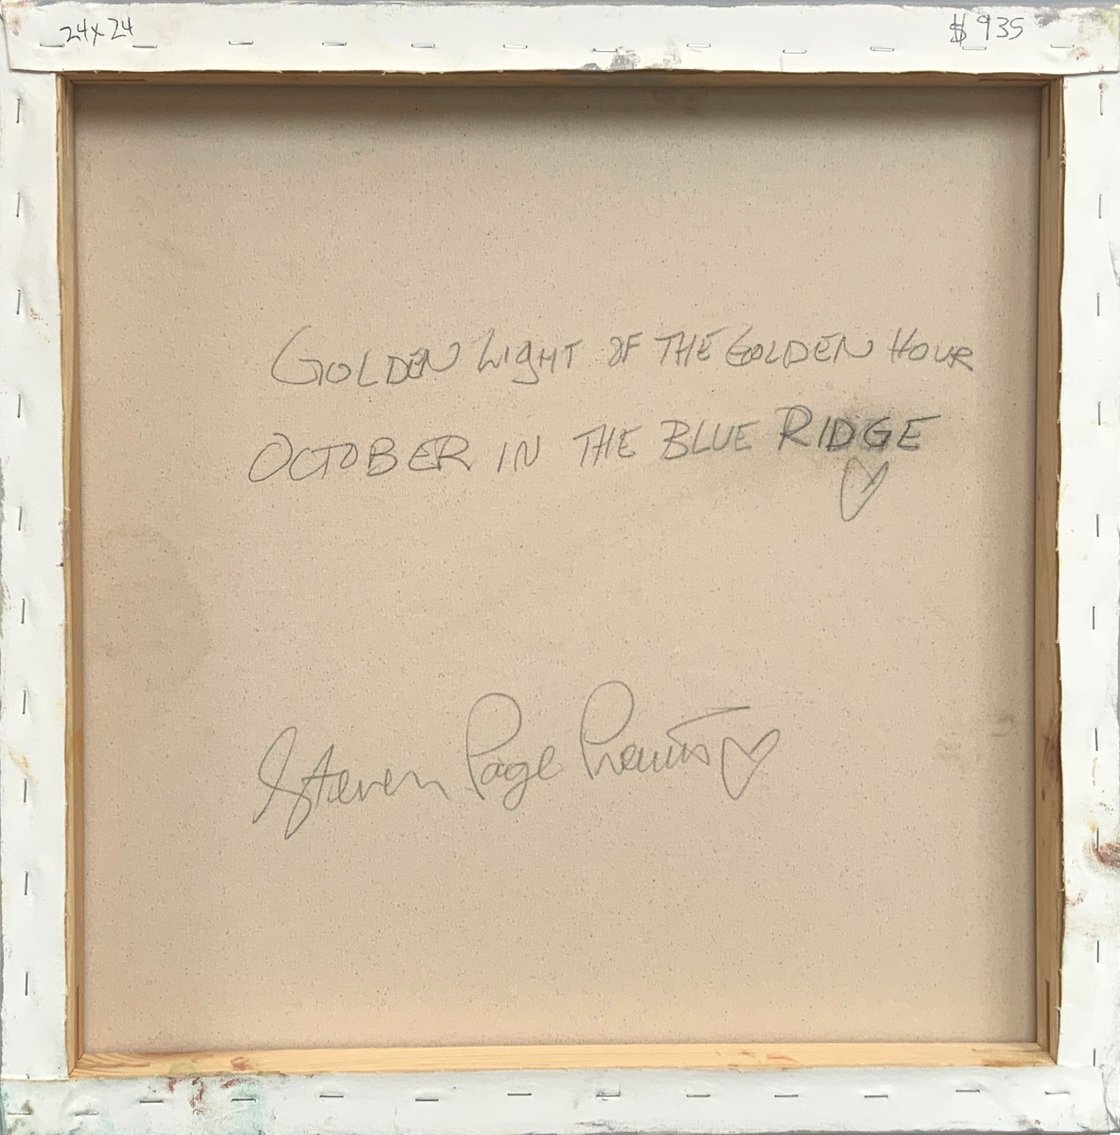 24x24
$ 935
GOLDEN LIGHT OF THE GOLDEN HOUR
OCTOBER IN THE BLUE RIDGE
Steven Page Prewitt